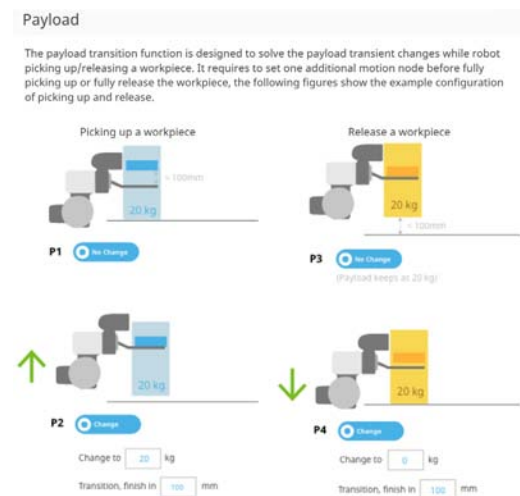 Payload
The payload transition function is designed to solve the payload transient changes while robot
picking up/releasing a workpiece. It requires to set one additional motion node before fully
picking up or fully release the workpiece, the following figures show the example configuration
of picking up and release.
Picking up a workpiece
Release a workpiece
≈ 100mm
20 kg
20 kg
≈ 100mm
P1 No Change
P3 No Change
(Payload keeps as 20 kg)
20 kg
20 kg
P2 Change
P4 Change
Change to 20 kg
Change to 0 kg
Transition, finish in 100 mm
Transition, finish in 100 mm